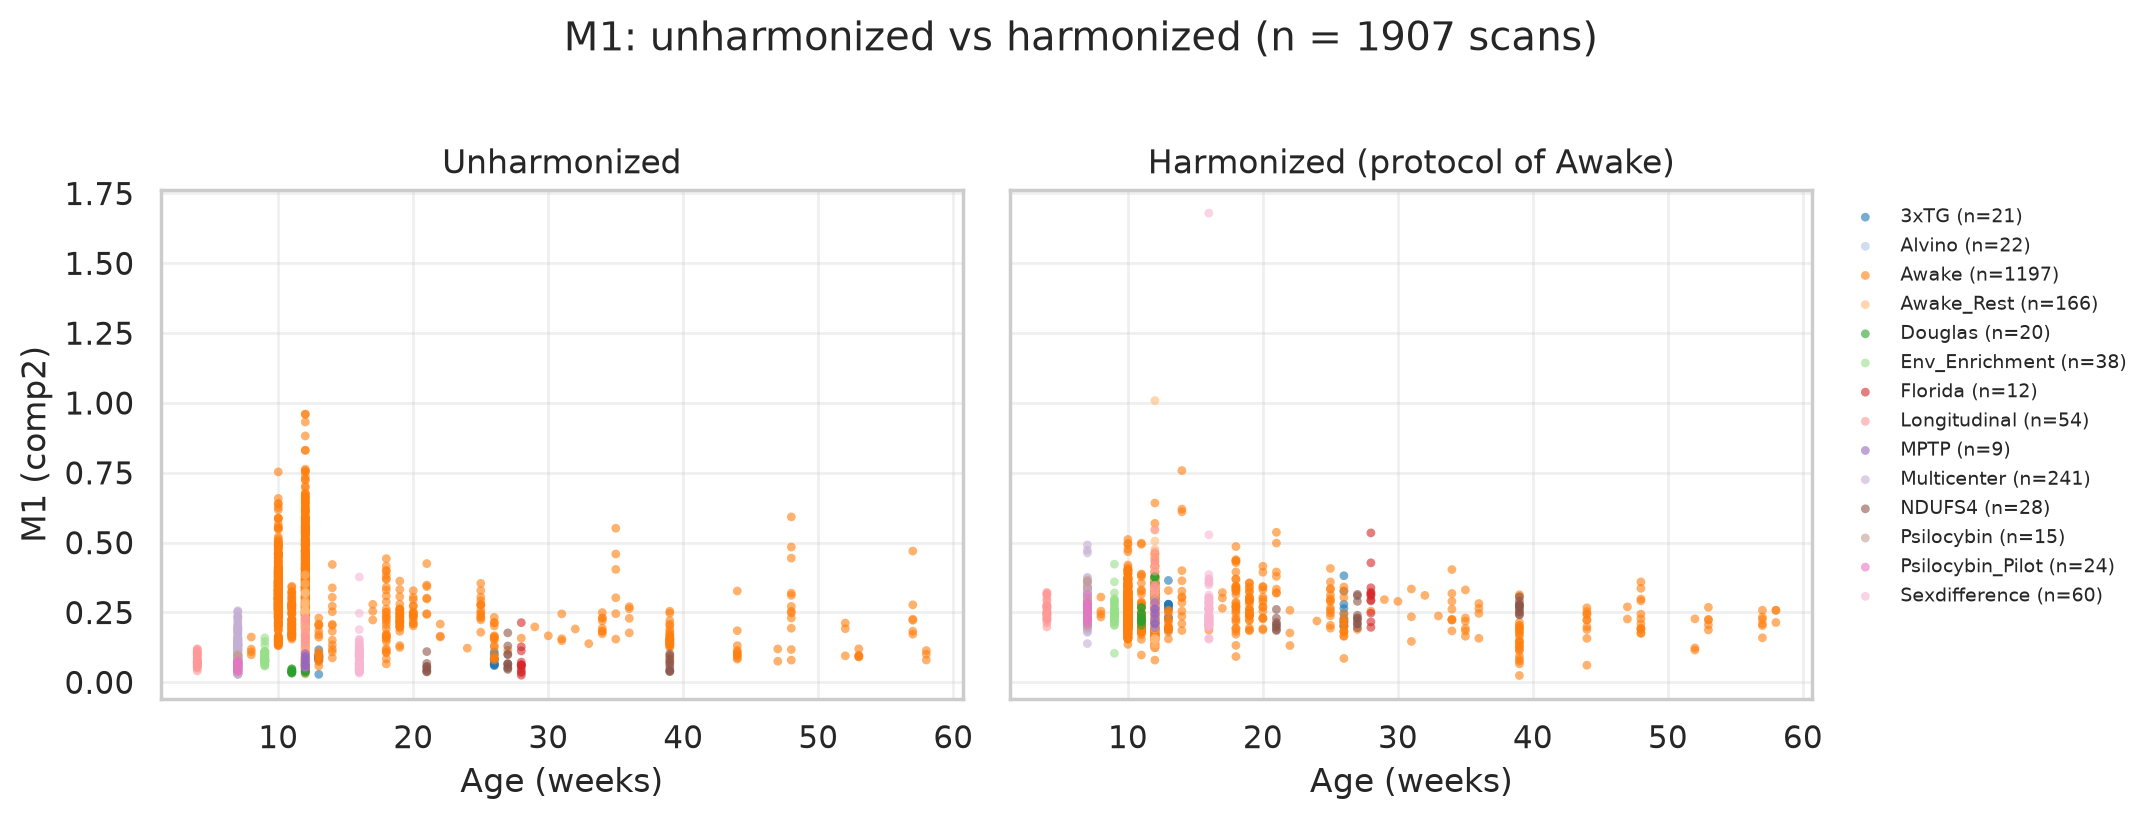 M1: unharmonized vs harmonized (n = 1907 scans)
Unharmonized
Harmonized (protocol of Awake)
M1 (comp2)
1.75
1.50
1.25
1.00
0.75
0.50
0.25
0.00
10 20 30 40 50 60
Age (weeks)
10 20 30 40 50 60
Age (weeks)
3xTG (n=21)
Alvino (n=22)
Awake (n=1197)
Awake_Rest (n=166)
Douglas (n=20)
Env_Enrichment (n=38)
Florida (n=12)
Longitudinal (n=54)
MPTP (n=9)
Multicenter (n=241)
NDUFS4 (n=28)
Psilocybin (n=15)
Psilocybin_Pilot (n=24)
Sexdifference (n=60)